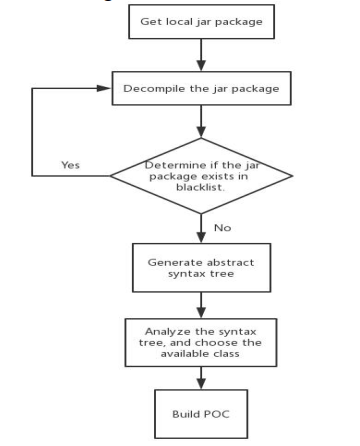 Get local jar package
Decompile the jar package
Determine if the jar
package exists in
blacklist.
Yes
No
Generate abstract
syntax tree
Analyze the syntax
tree, and choose the
available class
Build POC